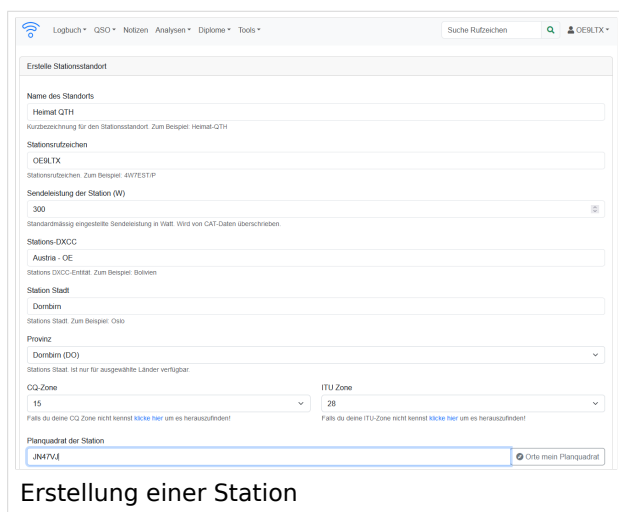 Logbuch QSO Notizen Analysen Diplome Tools Suche Rufzeichen OE9LTX
Erstelle Stationsstandort
Name des Standorts
Heimat QTH
Kurzbezeichnung für den Stationsstandort. Zum Beispiel: Heimat-QTH
Stationsrufzeichen
OE9LTX
Stationsrufzeichen. Zum Beispiel: 4W7EST/P
Sendeleistung der Station (W)
300
Standardmässig eingestellte Sendeleistung in Watt. Wird von CAT-Daten überschrieben.
Stations-DXCC
Austria - OE
Stations DXCC-Entität. Zum Beispiel: Bolivien
Station Stadt
Dornbirn
Stations Stadt. Zum Beispiel: Oslo
Provinz
Dornbirn (DO)
Stations Staat. Ist nur für ausgewählte Länder verfügbar.
CQ-Zone ITU Zone
15 28
Falls du deine CQ Zone nicht kennst klicke hier um es herauszufinden! Falls du deine ITU-Zone nicht kennst klicke hier um es herauszufinden!
Planquadrat der Station
JN47VJ Orte mein Planquadrat
Erstellung einer Station